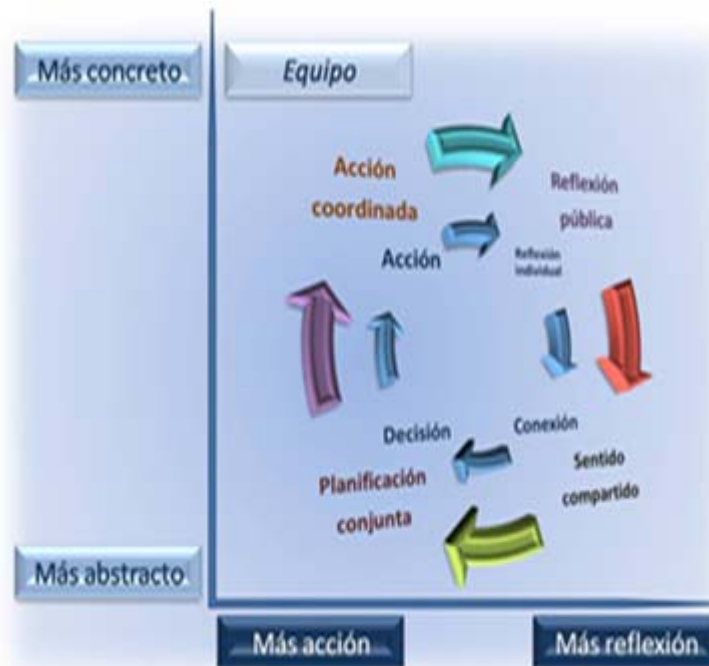 Más concreto
Equipo
Acción
coordinada
Reflexión
pública
Acción
Reflexión
individual
Decisión
Conexión
Planificación
conjunta
Sentido
compartido
Más abstracto
Más acción
Más reflexión